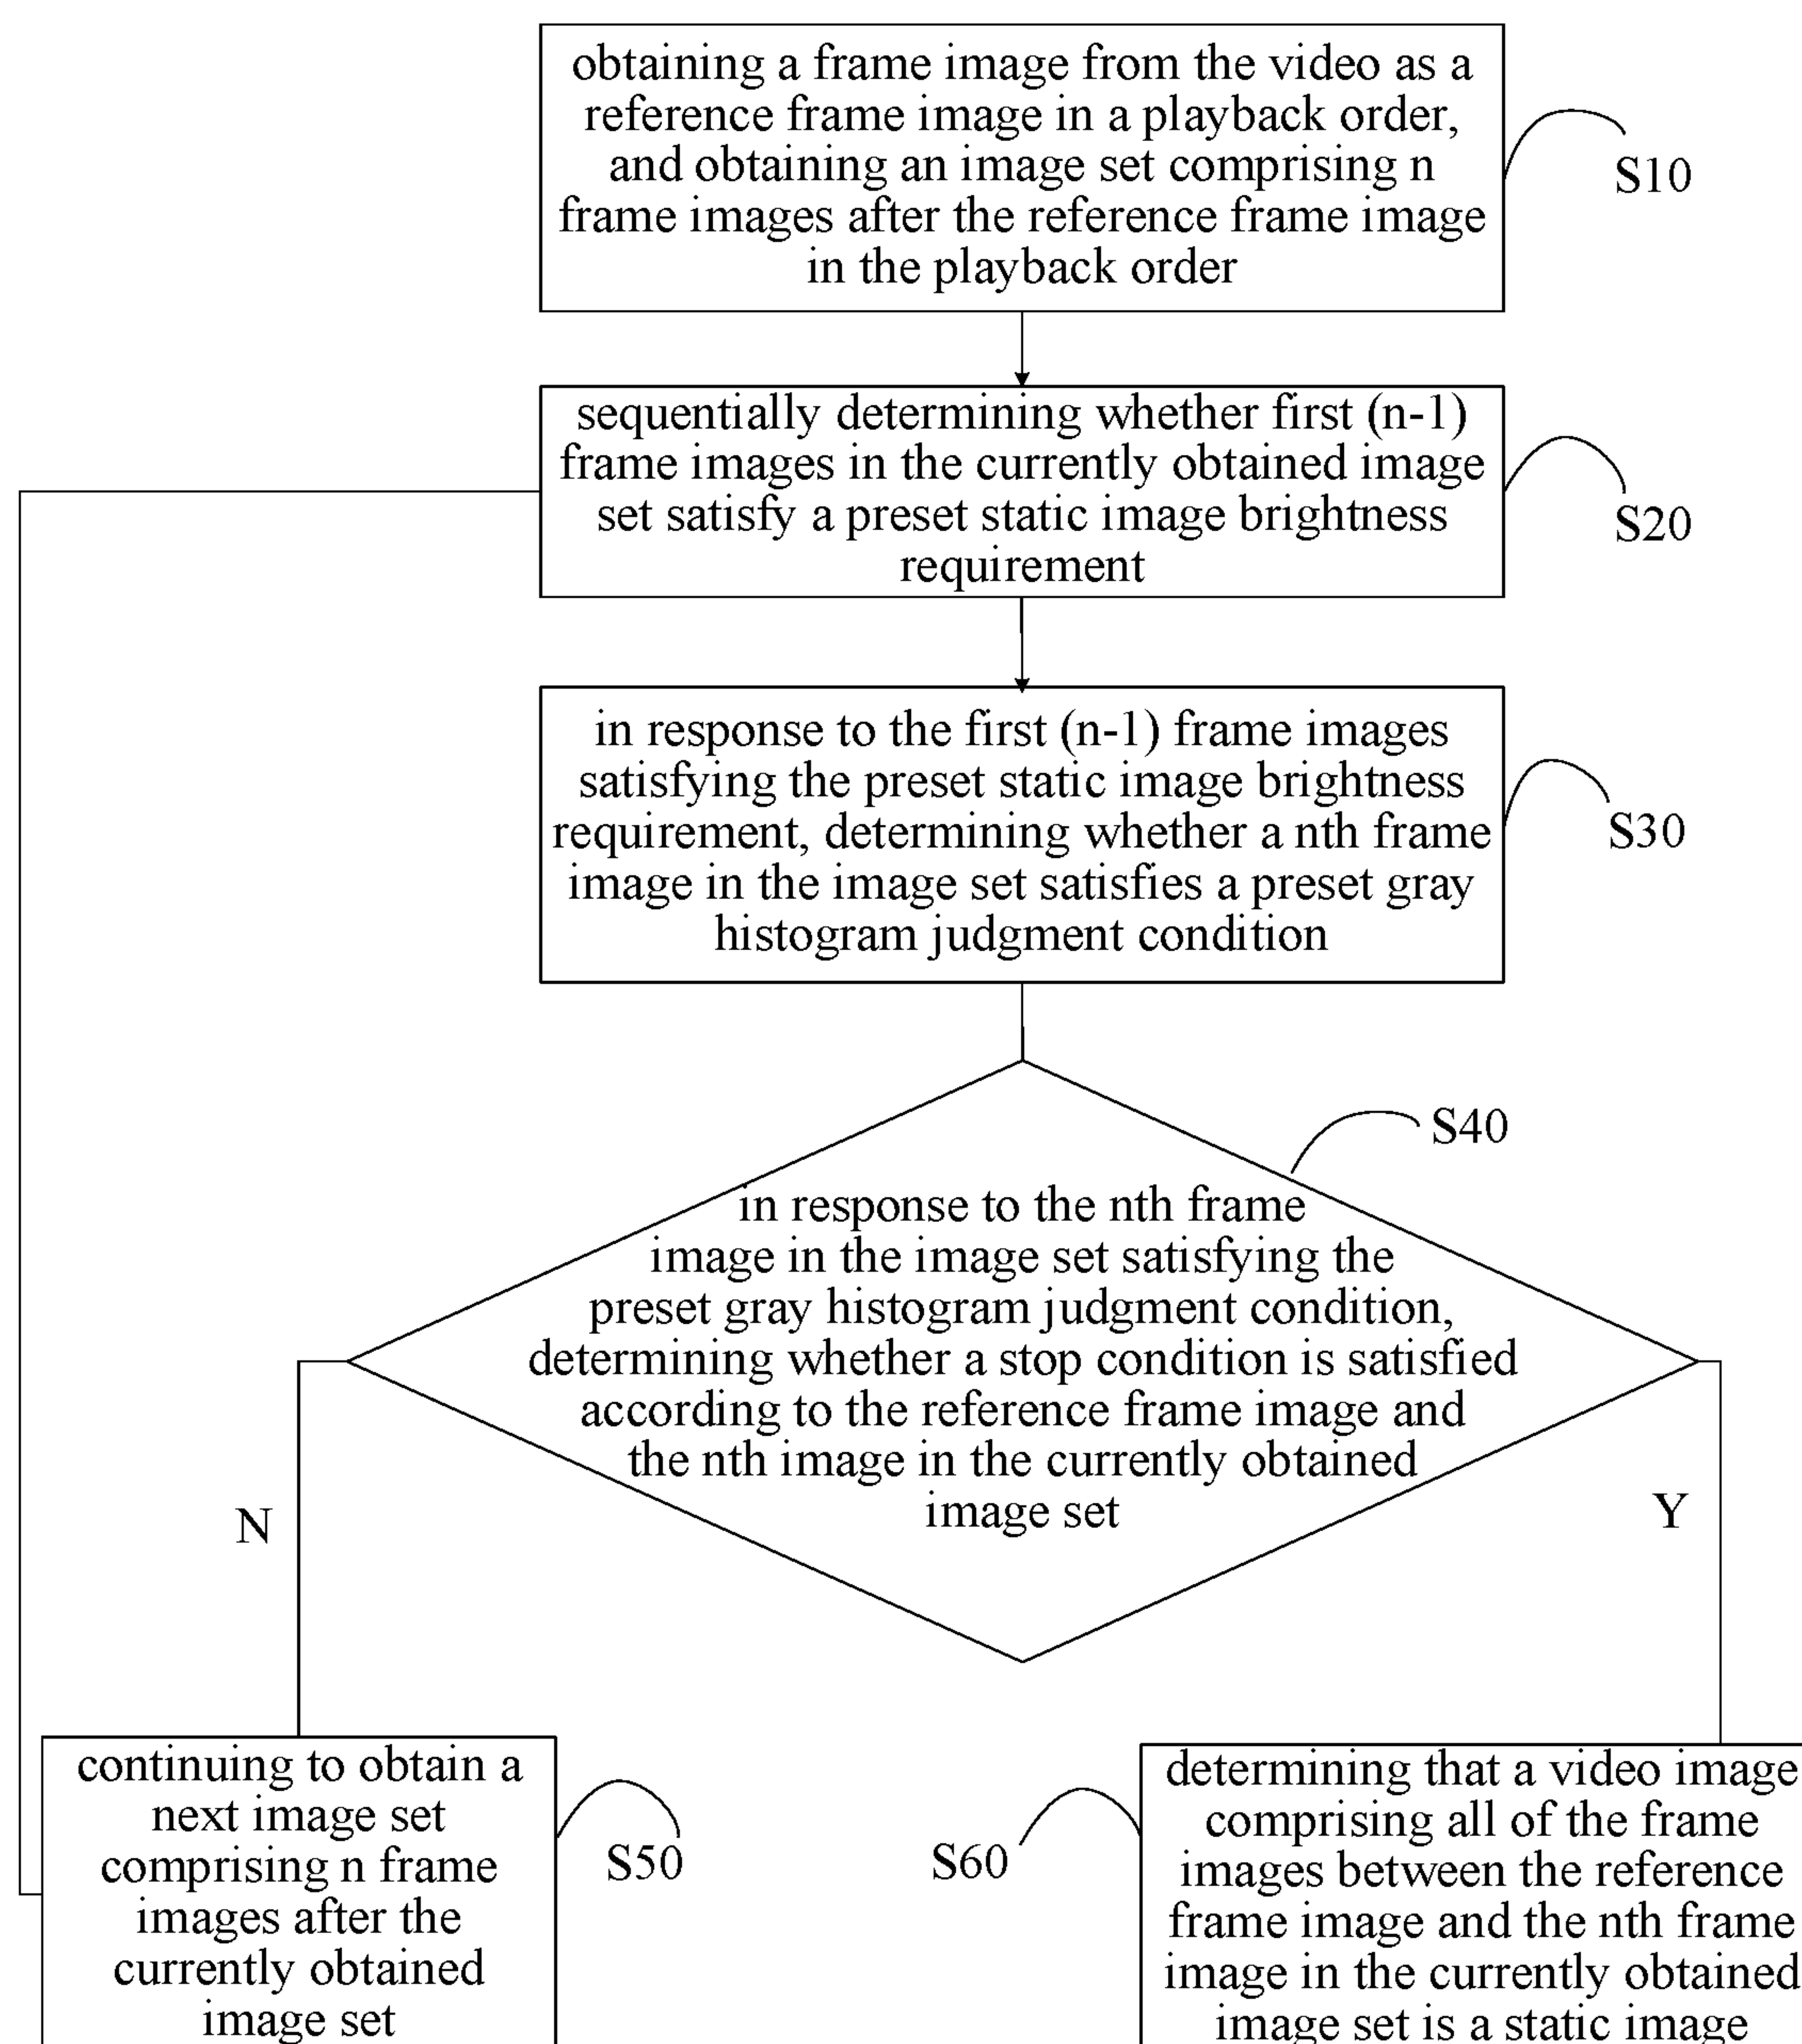 obtaining a frame image from the video as a
reference frame image in a playback order,
and obtaining an image set comprising n
frame images after the reference frame image
in the playback order
S10
sequentially determining whether first (n-1)
frame images in the currently obtained image
set satisfy a preset static image brightness
requirement
S20
in response to the first (n-1) frame images
satisfying the preset static image brightness
requirement, determining whether a nth frame
image in the image set satisfies a preset gray
histogram judgment condition
S30
S40
in response to the nth frame
image in the image set satisfying the
preset gray histogram judgment condition,
determining whether a stop condition is satisfied
according to the reference frame image and
the nth image in the currently obtained
image set
N
Y
continuing to obtain a
next image set
comprising n frame
images after the
currently obtained
image set
S50
S60
determining that a video image
comprising all of the frame
images between the reference
frame image and the nth frame
image in the currently obtained
image set is a static image